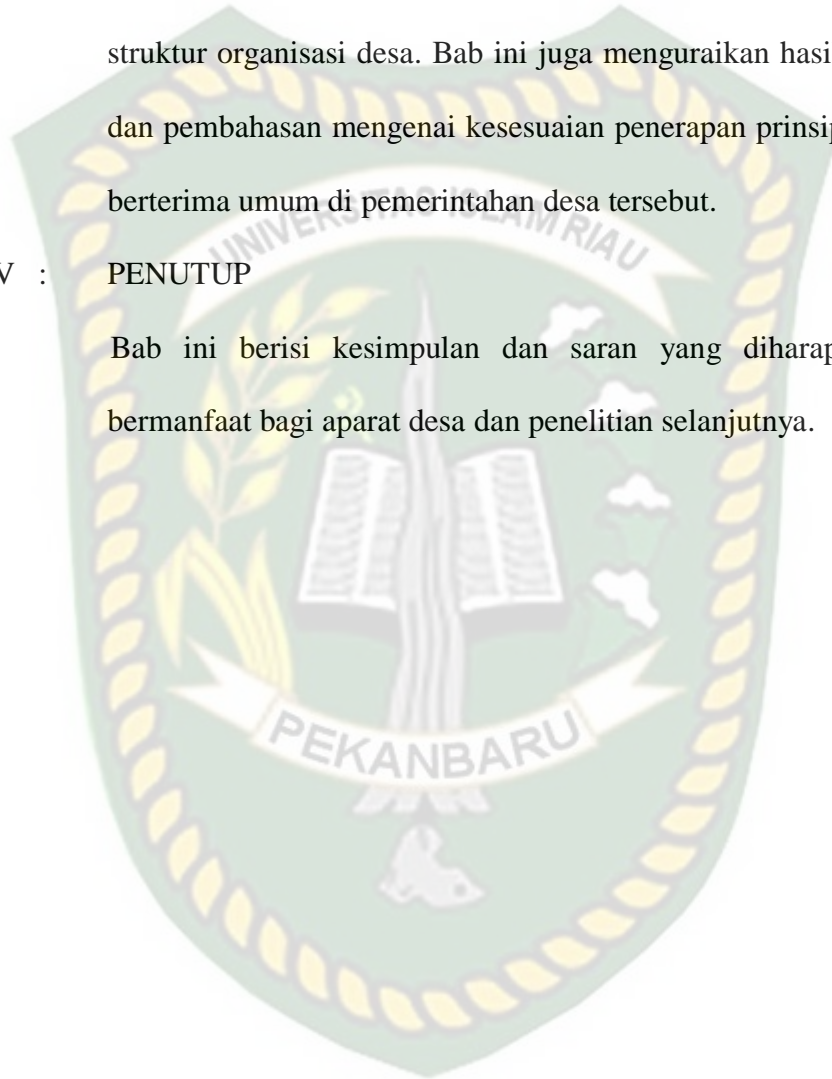 struktur organisasi desa. Bab ini juga menguraikan hasi
dan pembahasan mengenai kesesuaian penerapan prinsip
berterima umum di pemerintahan desa tersebut.
UNIVERSITAS ISLAM RIAU
V : PENUTUP
Bab ini berisi kesimpulan dan saran yang diharap
bermanfaat bagi aparat desa dan penelitian selanjutnya.
PEKANBARU